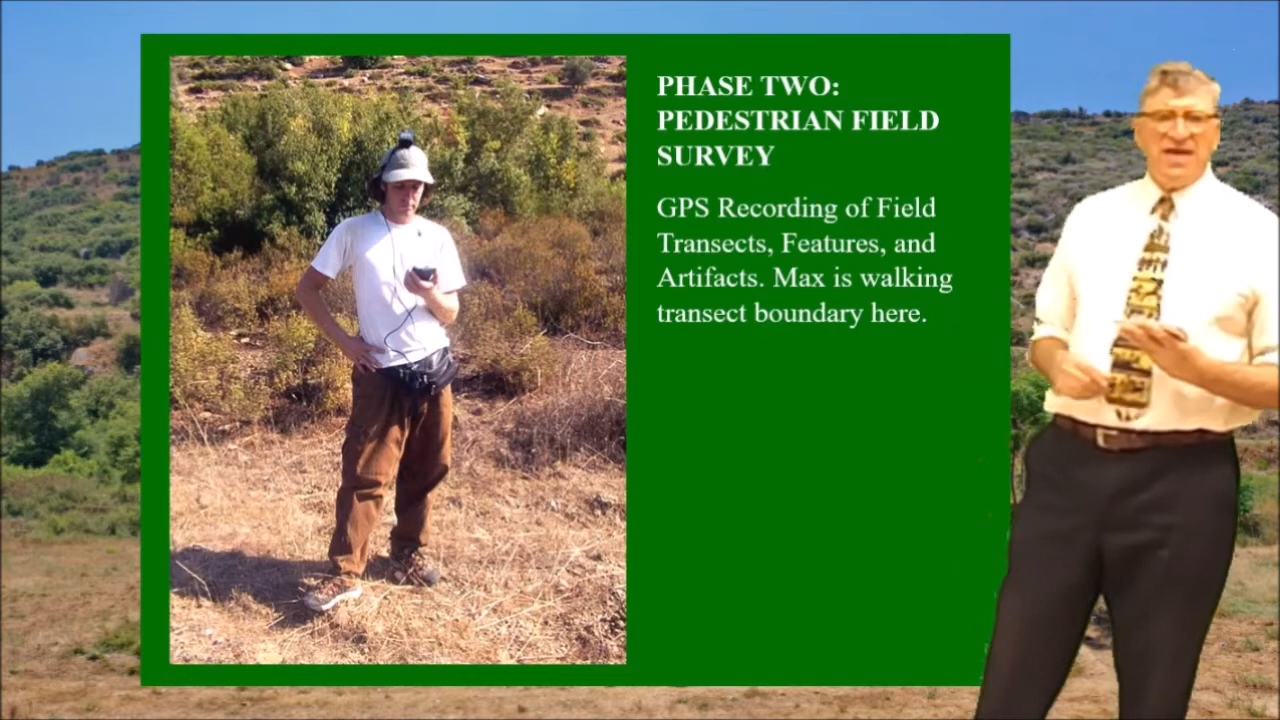 PHASE TWO:
PEDESTRIAN FIELD
SURVEY
GPS Recording of Field
Transects, Features, and
Artifacts. Max is walking
transect boundary here.